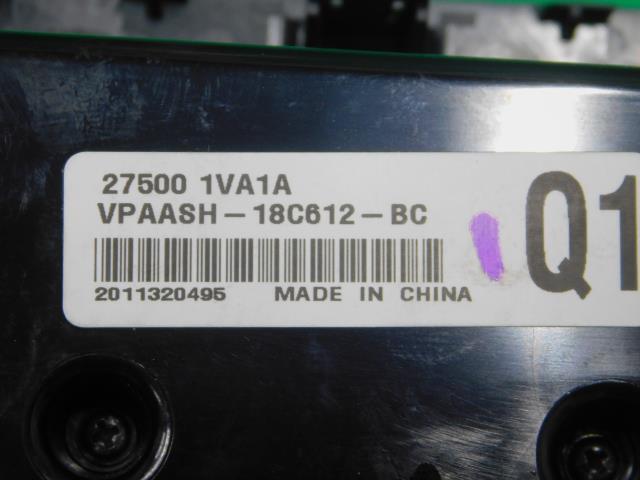 27500 1VA1A
VPAASH-18C612-BC
Q1
2011320495 MADE IN CHINA